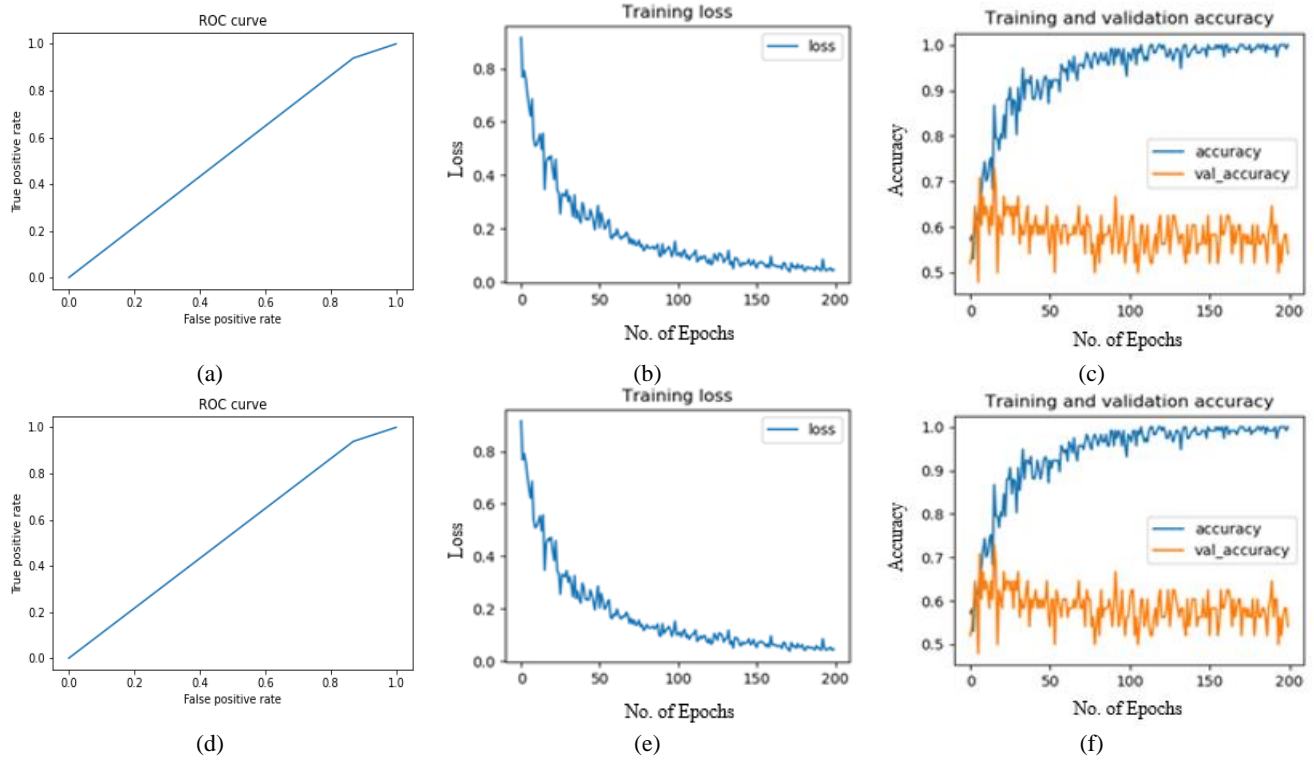 ROC curve
True positive rate
1.0
0.8
0.6
0.4
0.2
0.0
0.0 0.2 0.4 0.6 0.8 1.0
False positive rate
(a)
Training loss
loss
Loss
0.8
0.6
0.4
0.2
0.0
0 50 100 150 200
No. of Epochs
(b)
Training and validation accuracy
Accuracy
1.0
0.9
0.8
0.7
0.6
0.5
accuracy
val_accuracy
0 50 100 150 200
No. of Epochs
(c)
ROC curve
True positive rate
1.0
0.8
0.6
0.4
0.2
0.0
0.0 0.2 0.4 0.6 0.8 1.0
False positive rate
(d)
Training loss
loss
Loss
0.8
0.6
0.4
0.2
0.0
0 50 100 150 200
No. of Epochs
(e)
Training and validation accuracy
Accuracy
1.0
0.9
0.8
0.7
0.6
0.5
accuracy
val_accuracy
0 50 100 150 200
No. of Epochs
(f)